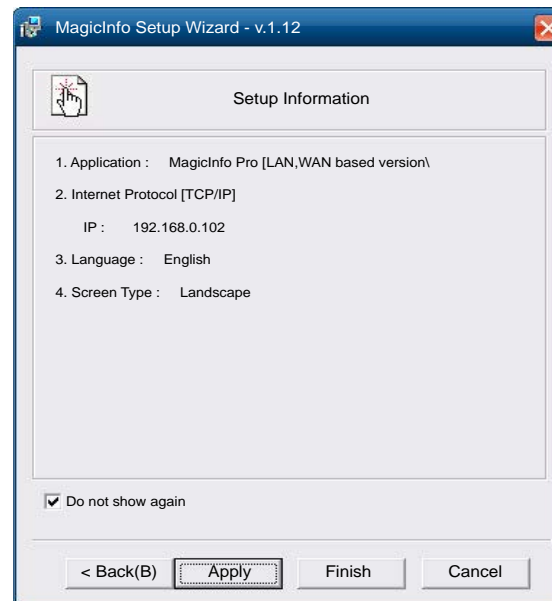 MagicInfo Setup Wizard - v.1.12
Setup Information
1. Application : MagicInfo Pro [LAN,WAN based version\
2. Internet Protocol [TCP/IP]
IP : 192.168.0.102
3. Language : English
4. Screen Type : Landscape
Do not show again
< Back(B) Apply Finish Cancel